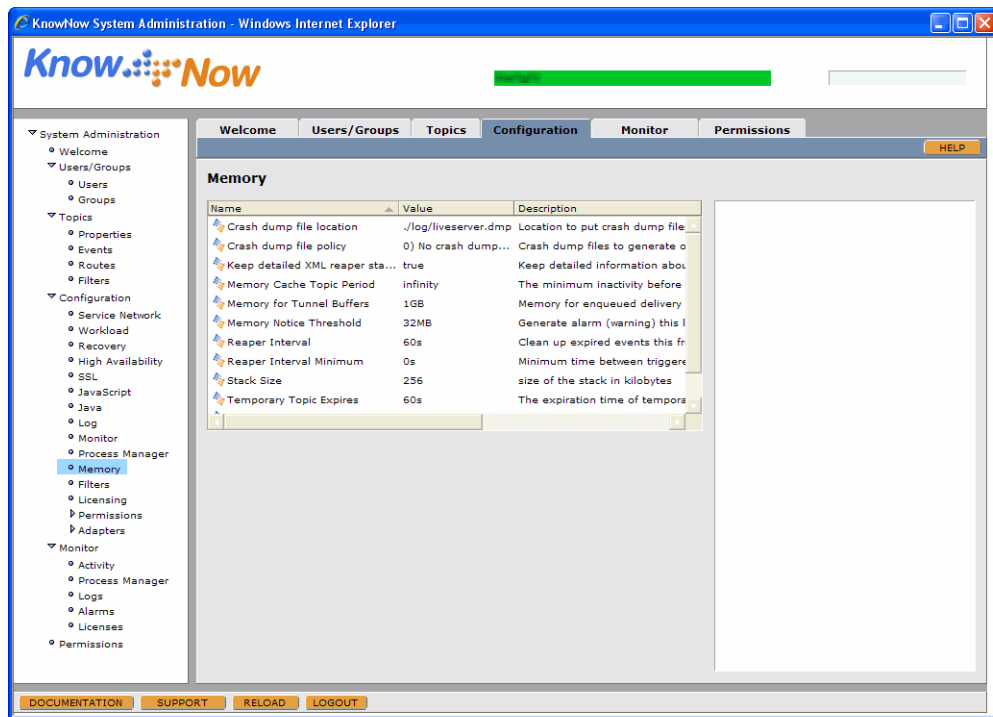 KnowNow System Administration - Windows Internet Explorer
Know Now
Welcome
Users/Groups
Topics
Configuration
Monitor
Permissions
HELP
System Administration
Welcome
Users/Groups
Users
Groups
Topics
Properties
Events
Routes
Filters
Configuration
Service Network
Workload
Recovery
High Availability
SSL
JavaScript
Java
Log
Monitor
Process Manager
Memory
Filters
Licensing
Permissions
Adapters
Monitor
Activity
Process Manager
Logs
Alarms
Licenses
Permissions
Memory
Name Value Description
Crash dump file location ./log/liveserver.dmp Location to put crash dump file
Crash dump file policy 0) No crash dump... Crash dump files to generate o
Keep detailed XML reaper sta... true Keep detailed information abou
Memory Cache Topic Period infinity The minimum inactivity before
Memory for Tunnel Buffers 1GB Memory for enqueued delivery
Memory Notice Threshold 32MB Generate alarm (warning) this l
Reaper Interval 60s Clean up expired events this fr
Reaper Interval Minimum 0s Minimum time between triggere
Stack Size 256 size of the stack in kilobytes
Temporary Topic Expires 60s The expiration time of tempora
DOCUMENTATION
SUPPORT
RELOAD
LOGOUT